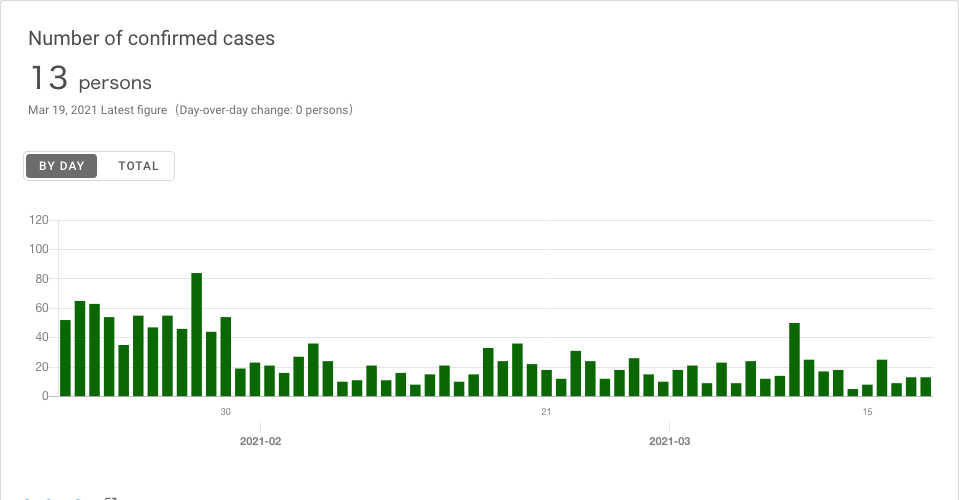 Number of confirmed cases
13 persons
Mar 19, 2021 Latest figure (Day-over-day change: 0 persons)
BY DAY TOTAL
120
100
80
60
40
20
0
30 21 15
2021-02 2021-03